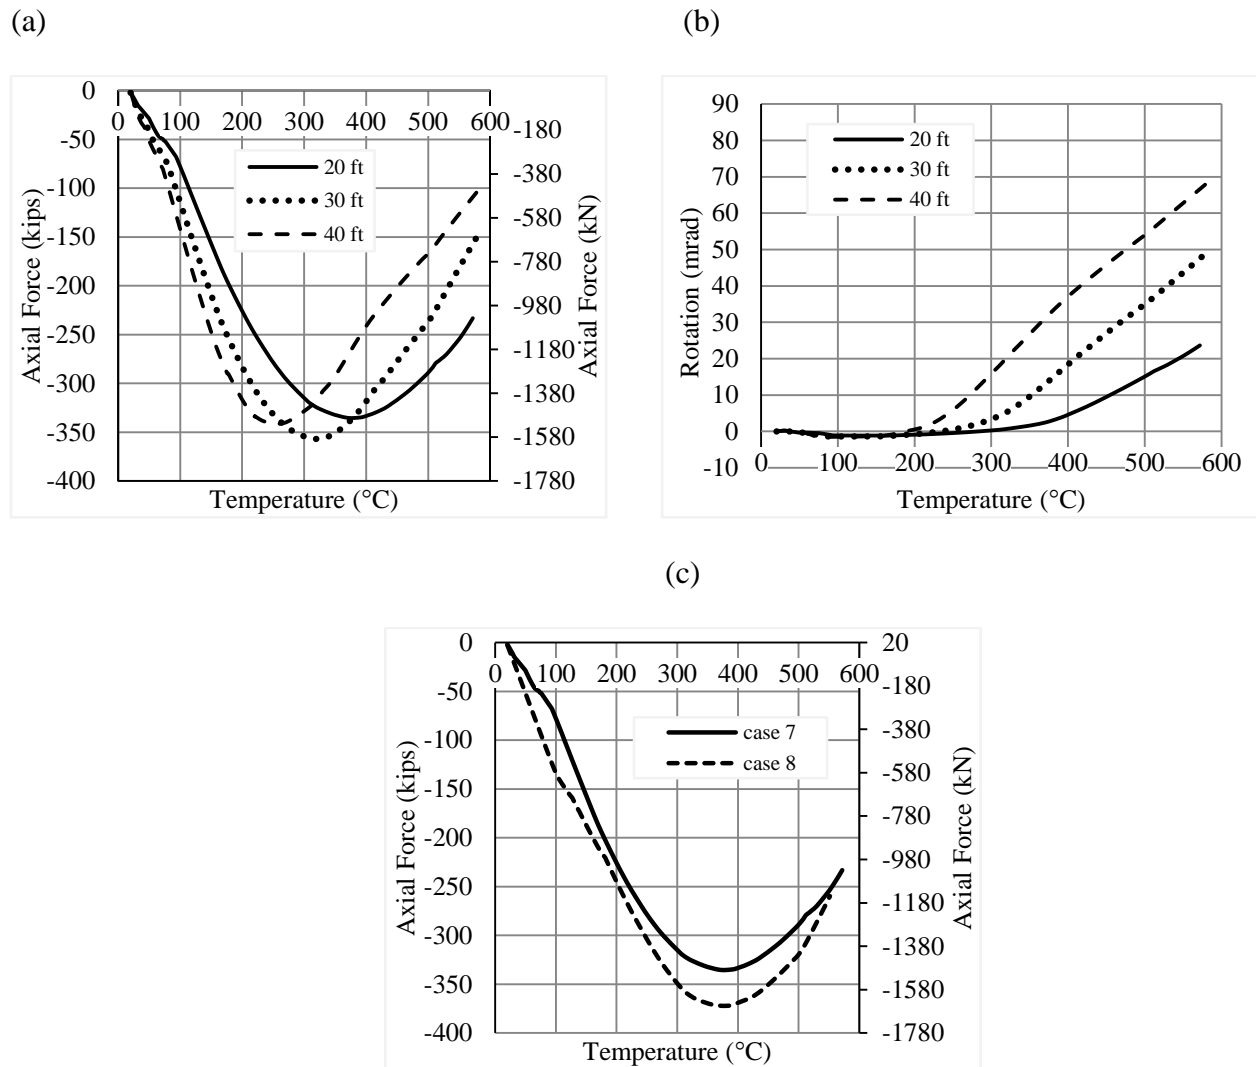 (a)
(b)
0
-50
-100
-150
-200
-250
-300
-350
-400
0 100 200 300 400 500 600
-180
-380
-580
-780
-980
-1180
-1380
-1580
-1780
Axial Force (kips)
Axial Force (kN)
Temperature (°C)
20 ft
30 ft
40 ft
90
80
70
60
50
40
30
20
10
0
-10
0 100 200 300 400 500 600
Rotation (mrad)
Temperature (°C)
20 ft
30 ft
40 ft
(c)
0
-50
-100
-150
-200
-250
-300
-350
-400
0 100 200 300 400 500 600
20
-180
-380
-580
-780
-980
-1180
-1380
-1580
-1780
Axial Force (kips)
Axial Force (kN)
Temperature (°C)
case 7
case 8